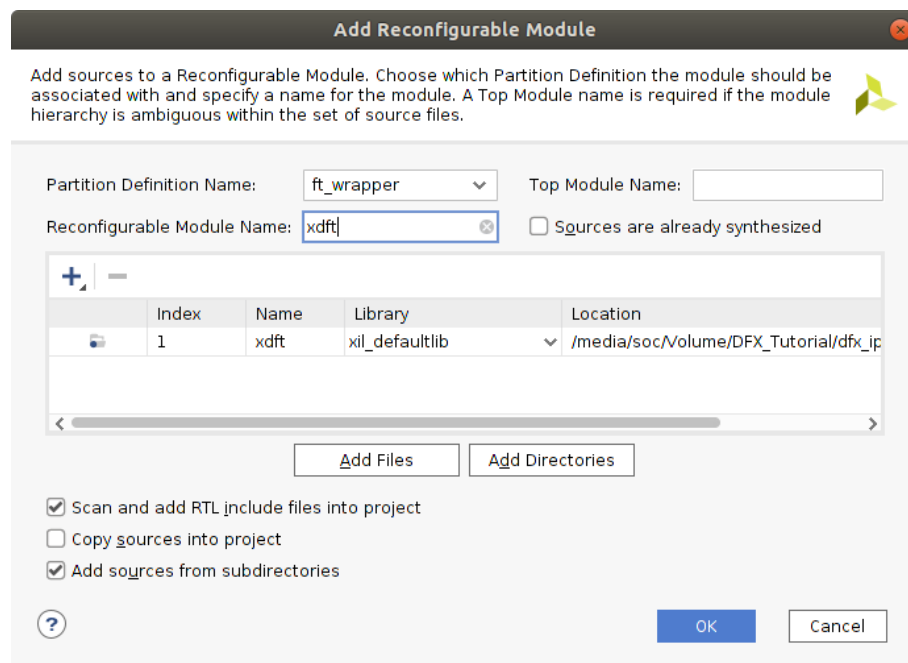 Add Reconfigurable Module
Add sources to a Reconfigurable Module. Choose which Partition Definition the module should be
associated with and specify a name for the module. A Top Module name is required if the module
hierarchy is ambiguous within the set of source files.
Partition Definition Name: ft_wrapper Top Module Name:
Reconfigurable Module Name: xdft Sources are already synthesized
Index Name Library Location
1 xdft xil_defaultlib /media/soc/Volume/DFX_Tutorial/dfx_ip
Add Files Add Directories
Scan and add RTL include files into project
Copy sources into project
Add sources from subdirectories
? OK Cancel